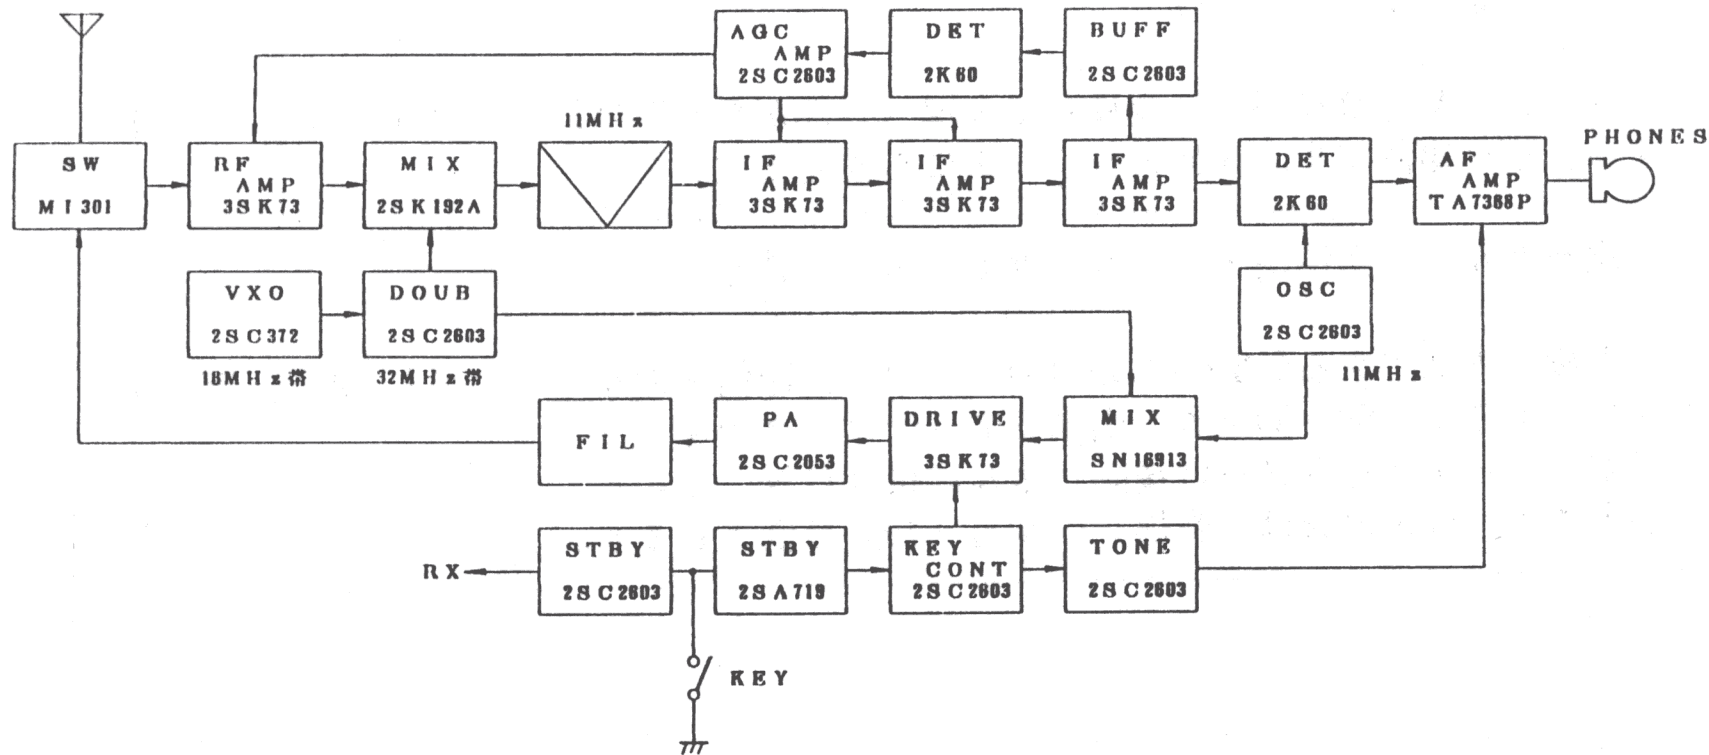 AGC
AMP
2SC2603
DET
2K60
BUFF
2SC2603
11MHz
PHONES
SW
MI301
RF
AMP
3SK73
MIX
2SK192A
IF
AMP
3SK73
IF
AMP
3SK73
IF
AMP
3SK73
DET
2K60
AF
AMP
TA7368P
VXO
2SC372
16MHz帯
DOUB
2SC2603
32MHz帯
OSC
2SC2603
11MHz
FIL
PA
2SC2053
DRIVE
3SK73
MIX
SN16913
RX
STBY
2SC2603
STBY
2SA719
KEY
CONT
2SC2603
TONE
2SC2603
KEY